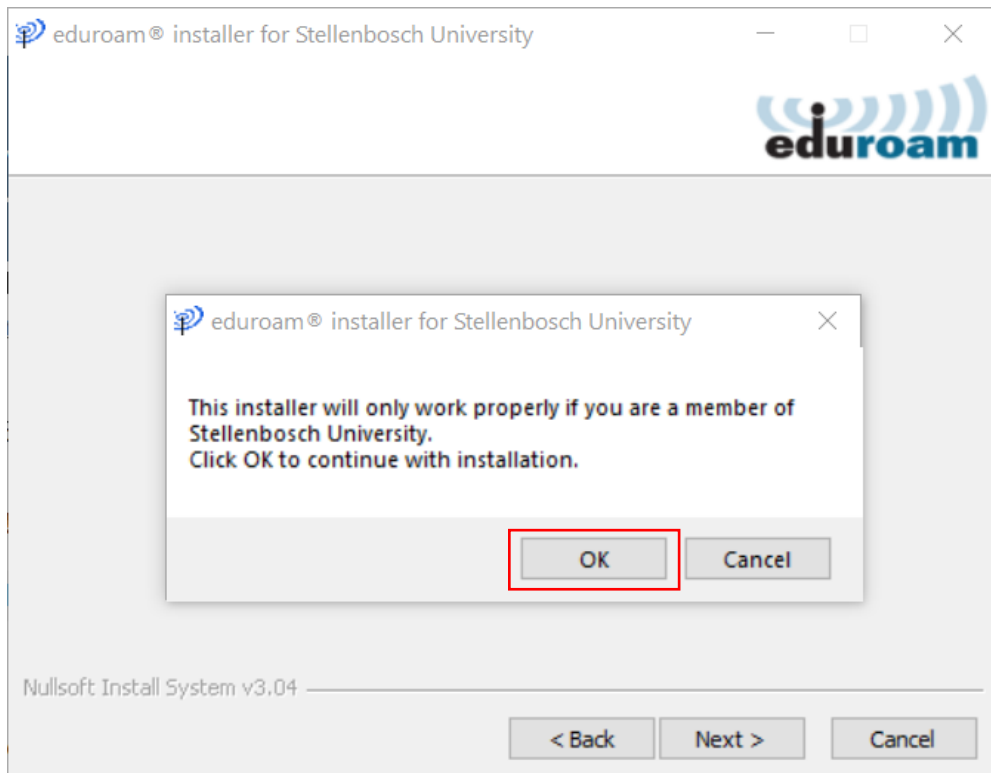 eduroam® installer for Stellenbosch University
eduroam
eduroam® installer for Stellenbosch University
This installer will only work properly if you are a member of
Stellenbosch University.
Click OK to continue with installation.
OK Cancel
Nullsoft Install System v3.04
< Back Next > Cancel